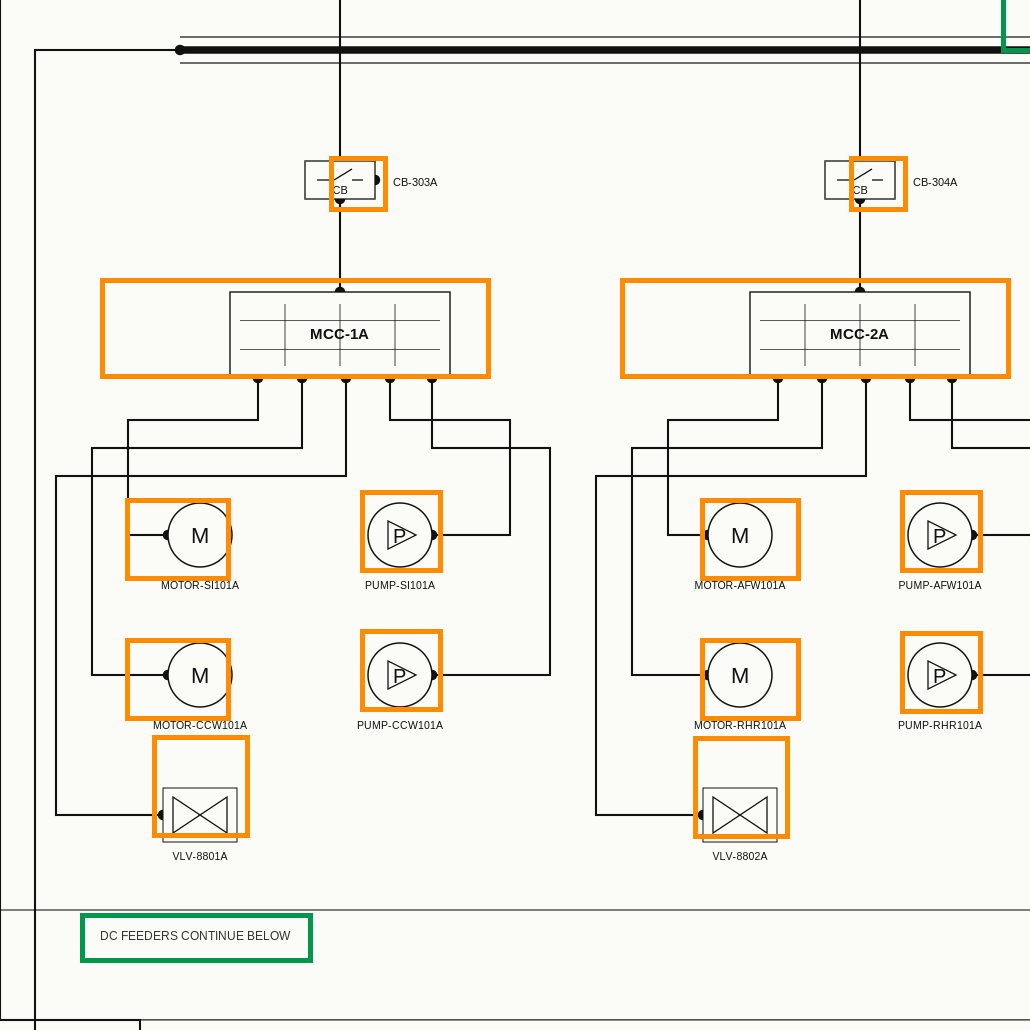 CB CB-303A CB CB-304A
MCC-1A MCC-2A
M P M P
MOTOR-SI101A PUMP-SI101A MOTOR-AFW101A PUMP-AFW101A
M P M P
MOTOR-CCW101A PUMP-CCW101A MOTOR-RHR101A PUMP-RHR101A
VLV-8801A VLV-8802A
DC FEEDERS CONTINUE BELOW